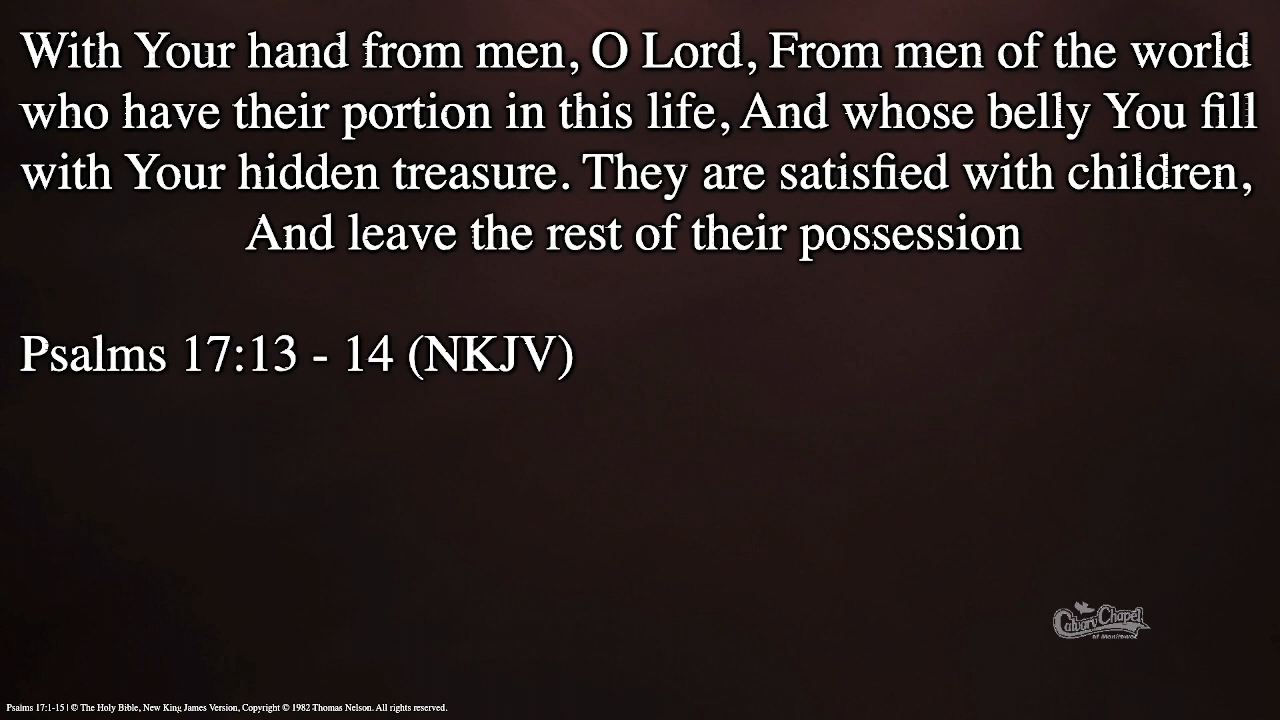 With Your hand from men, O Lord, From men of the world
who have their portion in this life, And whose belly You fill
with Your hidden treasure. They are satisfied with children,
And leave the rest of their possession
Psalms 17:13 - 14 (NKJV)
Calvary Chapel
of Manitowoc
Psalms 17:1-15 | © The Holy Bible, New King James Version, Copyright © 1982 Thomas Nelson. All rights reserved.